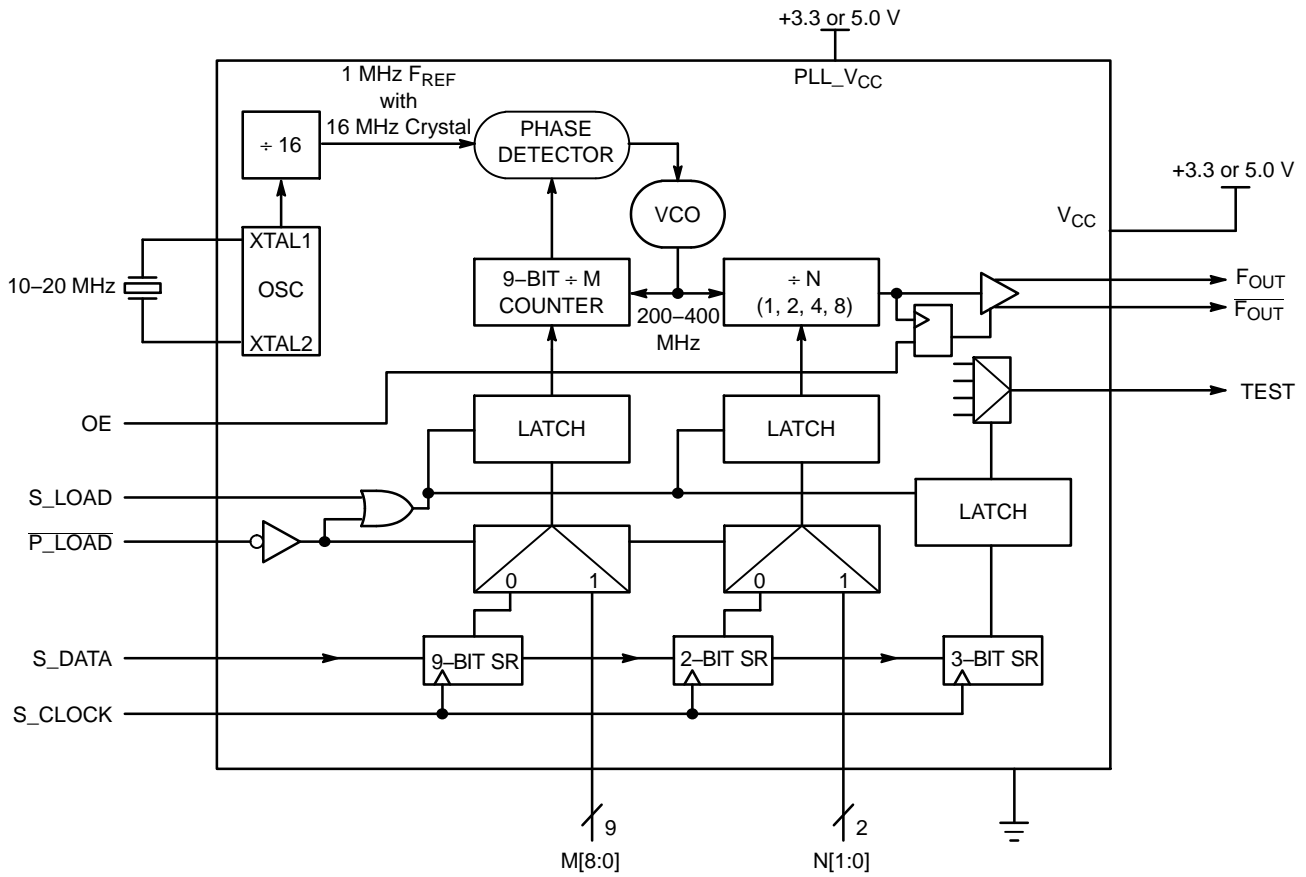 +3.3 or 5.0 V
PLL_VCC
1 MHz FREF
with
16 MHz Crystal
÷ 16
PHASE
DETECTOR
+3.3 or 5.0 V
VCC
VCO
XTAL1
OSC
XTAL2
10–20 MHz
9–BIT ÷ M
COUNTER
200–400
MHz
÷ N
(1, 2, 4, 8)
FOUT
F̅O̅U̅T̅
TEST
OE
LATCH
LATCH
S_LOAD
LATCH
P̅_̅L̅O̅A̅D̅
0
1
0
1
S_DATA
9–BIT SR
2–BIT SR
3–BIT SR
S_CLOCK
9
2
M[8:0]
N[1:0]